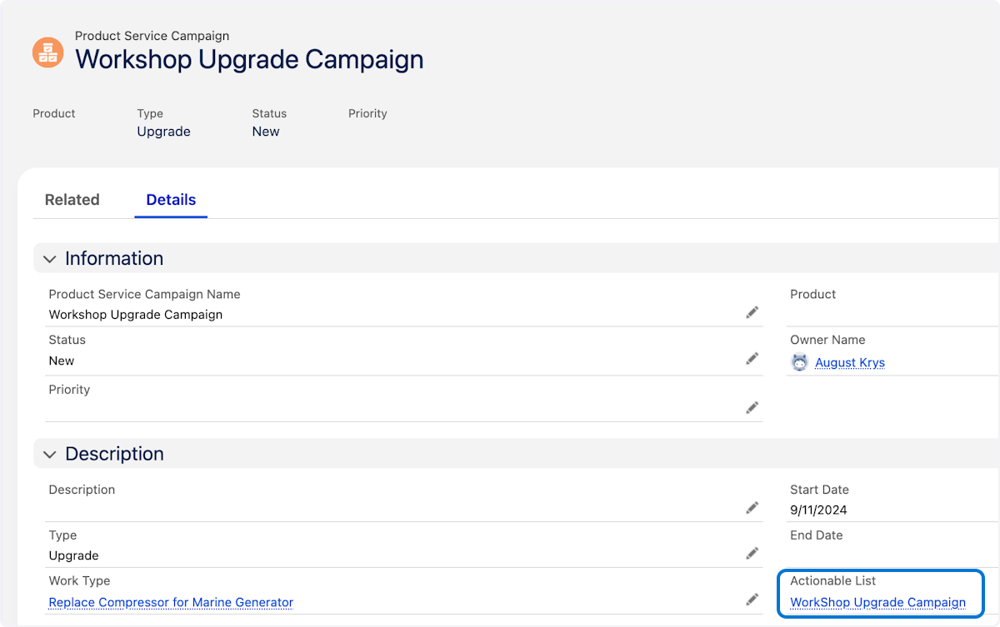 Product Service Campaign
Workshop Upgrade Campaign
Product Type Status Priority
Upgrade New
Related Details
Information
Product Service Campaign Name Product
Workshop Upgrade Campaign
Status Owner Name
New August Krys
Priority
Description
Description Start Date
9/11/2024
Type End Date
Upgrade
Work Type Actionable List
Replace Compressor for Marine Generator WorkShop Upgrade Campaign